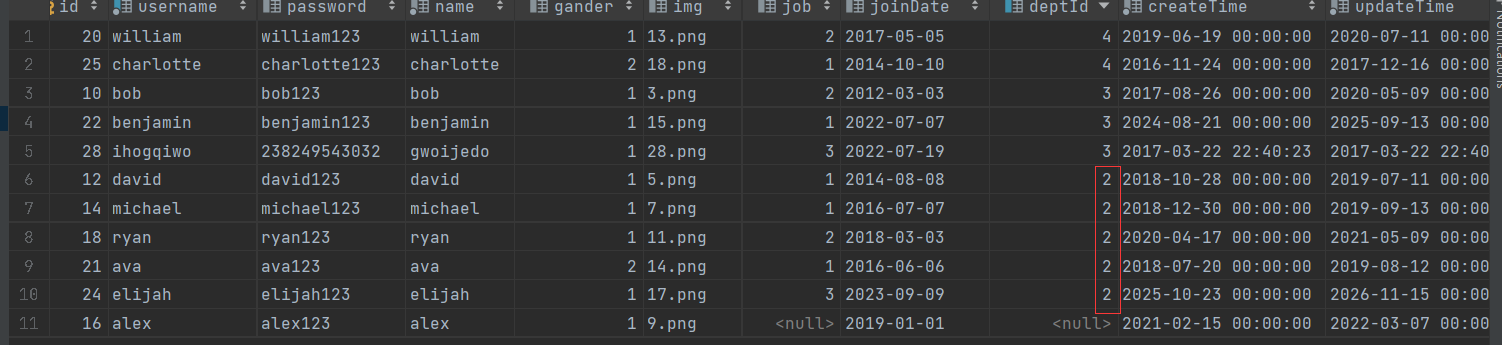 id username password name gander img job joinDate deptId createTime updateTime
1 20 william william123 william 1 13.png 2 2017-05-05 4 2019-06-19 00:00:00 2020-07-11 00:00
2 25 charlotte charlotte123 charlotte 2 18.png 1 2014-10-10 4 2016-11-24 00:00:00 2017-12-16 00:00
3 10 bob bob123 bob 1 3.png 2 2012-03-03 3 2017-08-26 00:00:00 2020-05-09 00:00
4 22 benjamin benjamin123 benjamin 1 15.png 1 2022-07-07 3 2024-08-21 00:00:00 2025-09-13 00:00
5 28 ihogqiwo 238249543032 gwoijedo 1 28.png 3 2022-07-19 3 2017-03-22 22:40:23 2017-03-22 22:40
6 12 david david123 david 1 5.png 1 2014-08-08 2 2018-10-28 00:00:00 2019-07-11 00:00
7 14 michael michael123 michael 1 7.png 1 2016-07-07 2 2018-12-30 00:00:00 2019-09-13 00:00
8 18 ryan ryan123 ryan 1 11.png 2 2018-03-03 2 2020-04-17 00:00:00 2021-05-09 00:00
9 21 ava ava123 ava 2 14.png 1 2016-06-06 2 2018-07-20 00:00:00 2019-08-12 00:00
10 24 elijah elijah123 elijah 1 17.png 3 2023-09-09 2 2025-10-23 00:00:00 2026-11-15 00:00
11 16 alex alex123 alex 1 9.png <null> 2019-01-01 <null> 2021-02-15 00:00:00 2022-03-07 00:00
Notifications